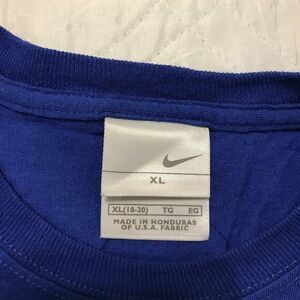 XL
XL(18-20) TG EG
MADE IN HONDURAS
OF U.S.A. FABRIC